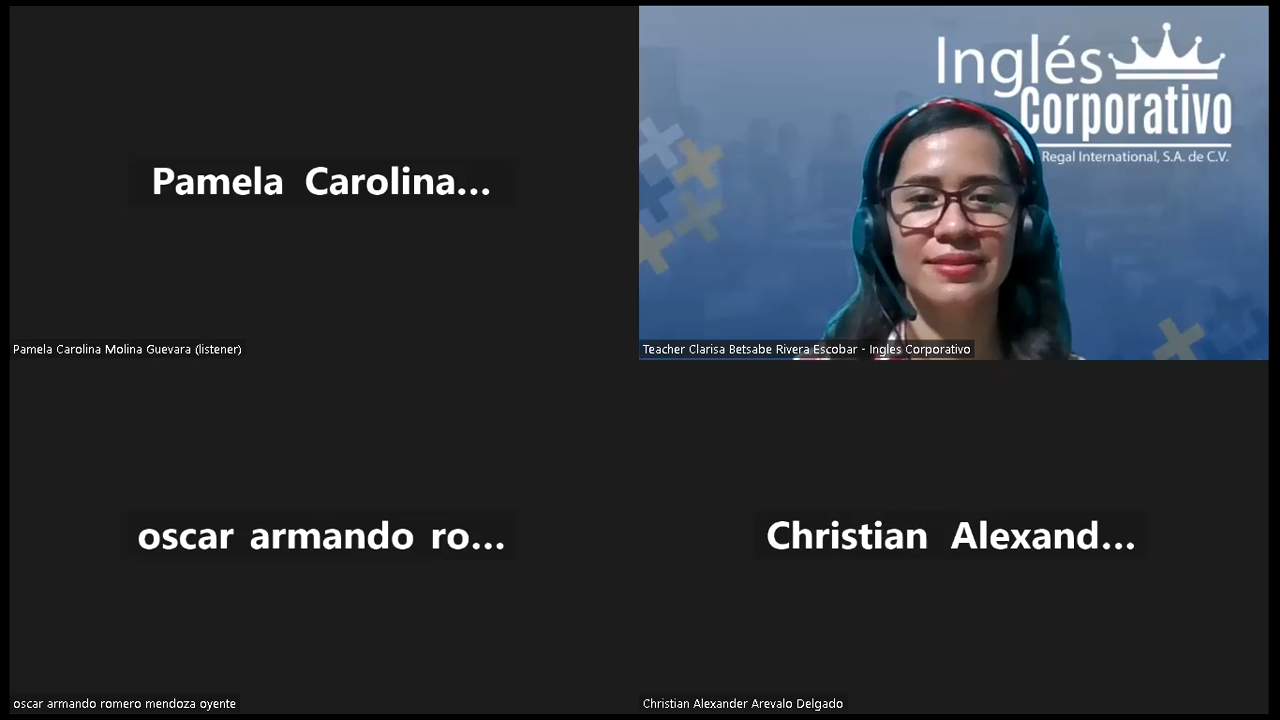 Pamela Carolina...
Pamela Carolina Molina Guevara (listener)
Inglés
Corporativo
Regal International, S.A. de C.V.
Teacher Clarisa Betsabe Rivera Escobar - Ingles Corporativo
oscar armando ro...
oscar armando romero mendoza oyente
Christian Alexand...
Christian Alexander Arevalo Delgado